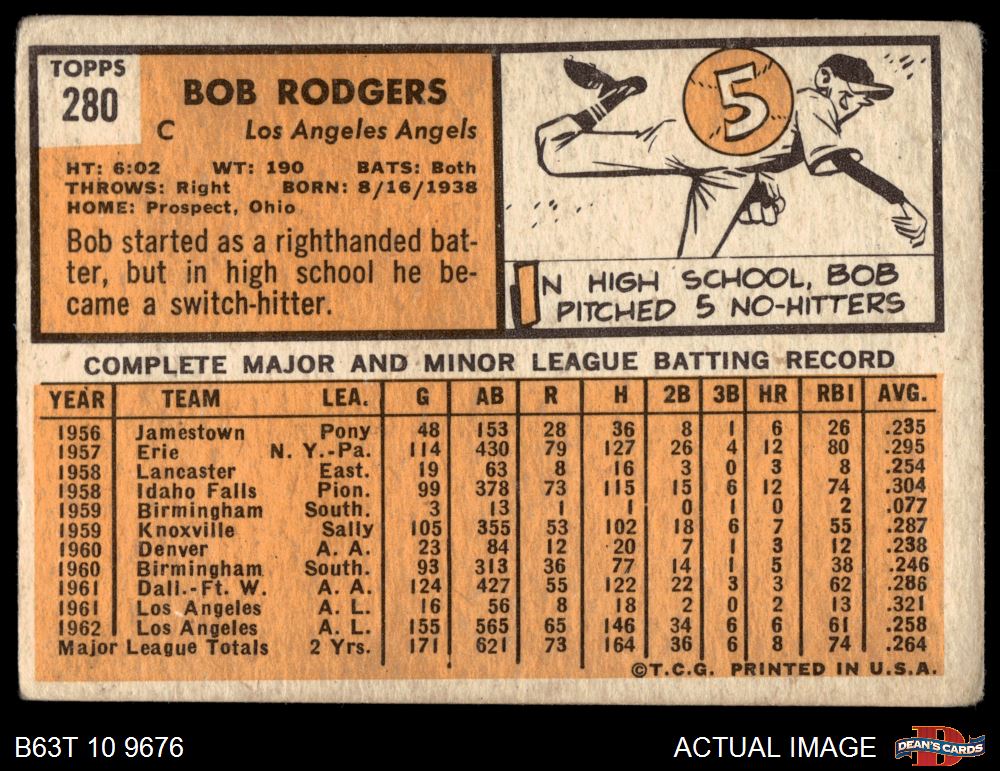 TOPPS
280
BOB RODGERS
C Los Angeles Angels
HT: 6:02 WT: 190 BATS: Both
THROWS: Right BORN: 8/16/1938
HOME: Prospect, Ohio
Bob started as a righthanded bat-
ter, but in high school he be-
came a switch-hitter.
5
IN HIGH SCHOOL, BOB
PITCHED 5 NO-HITTERS
COMPLETE MAJOR AND MINOR LEAGUE BATTING RECORD
YEAR TEAM LEA. G AB R H 2B 3B HR RBI AVG.
1956 Jamestown Pony 48 153 28 36 8 1 6 26 .235
1957 Erie N. Y.-Pa. 114 430 79 127 26 4 12 80 .295
1958 Lancaster East. 19 63 8 16 3 0 3 8 .254
1958 Idaho Falls Pion. 99 378 73 115 15 6 12 74 .304
1959 Birmingham South. 3 13 1 1 0 1 0 2 .077
1959 Knoxville Sally 105 355 53 102 18 6 7 55 .287
1960 Denver A. A. 23 84 12 20 7 1 3 12 .238
1960 Birmingham South. 93 313 36 77 14 1 5 38 .246
1961 Dall.-Ft. W. A. A. 124 427 55 122 22 3 3 62 .286
1961 Los Angeles A. L. 16 56 8 18 2 0 2 13 .321
1962 Los Angeles A. L. 155 565 65 146 34 6 6 61 .258
Major League Totals 2 Yrs. 171 621 73 164 36 6 8 74 .264
©T.C.G. PRINTED IN U.S.A.
B63T 10 9676 ACTUAL IMAGE DEAN'S CARDS